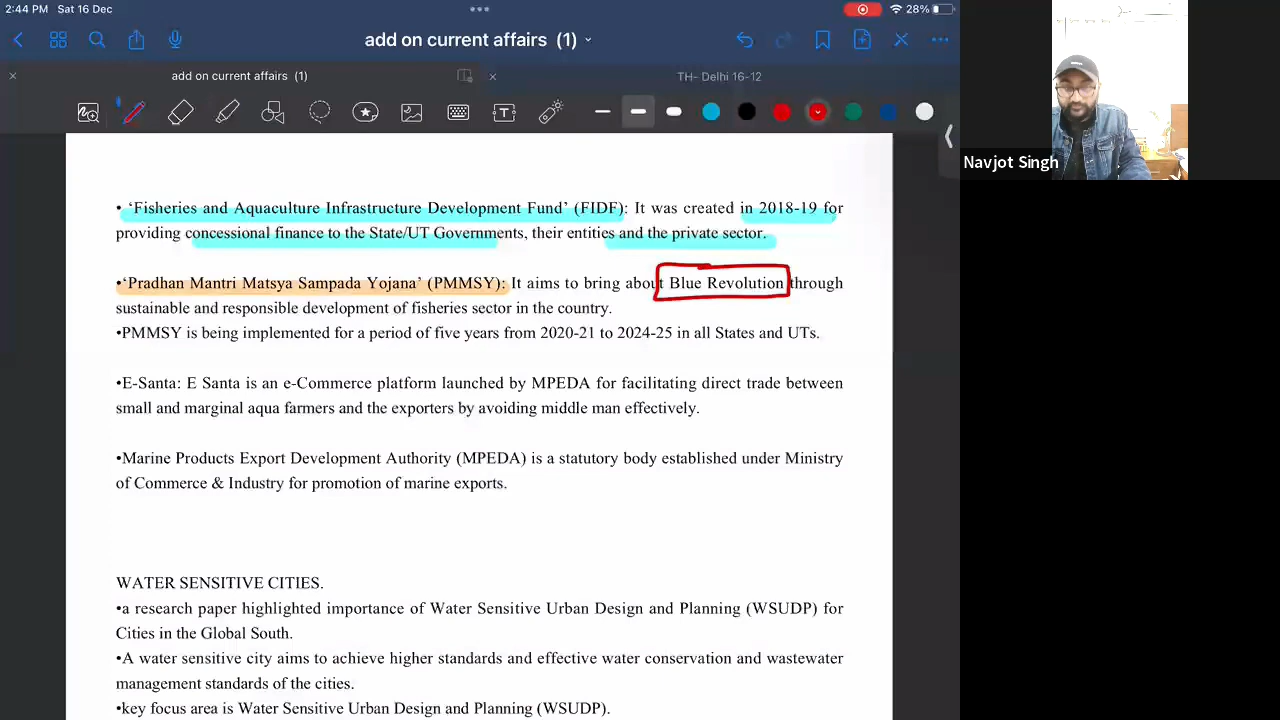 2:44 PM Sat 16 Dec
28%
add on current affairs (1)
add on current affairs (1)
TH- Delhi 16-12
Navjot Singh
• ‘Fisheries and Aquaculture Infrastructure Development Fund’ (FIDF): It was created in 2018-19 for
providing concessional finance to the State/UT Governments, their entities and the private sector.
•‘Pradhan Mantri Matsya Sampada Yojana’ (PMMSY): It aims to bring about Blue Revolution through
sustainable and responsible development of fisheries sector in the country.
•PMMSY is being implemented for a period of five years from 2020-21 to 2024-25 in all States and UTs.
•E-Santa: E Santa is an e-Commerce platform launched by MPEDA for facilitating direct trade between
small and marginal aqua farmers and the exporters by avoiding middle man effectively.
•Marine Products Export Development Authority (MPEDA) is a statutory body established under Ministry
of Commerce & Industry for promotion of marine exports.
WATER SENSITIVE CITIES.
•a research paper highlighted importance of Water Sensitive Urban Design and Planning (WSUDP) for
Cities in the Global South.
•A water sensitive city aims to achieve higher standards and effective water conservation and wastewater
management standards of the cities.
•key focus area is Water Sensitive Urban Design and Planning (WSUDP).